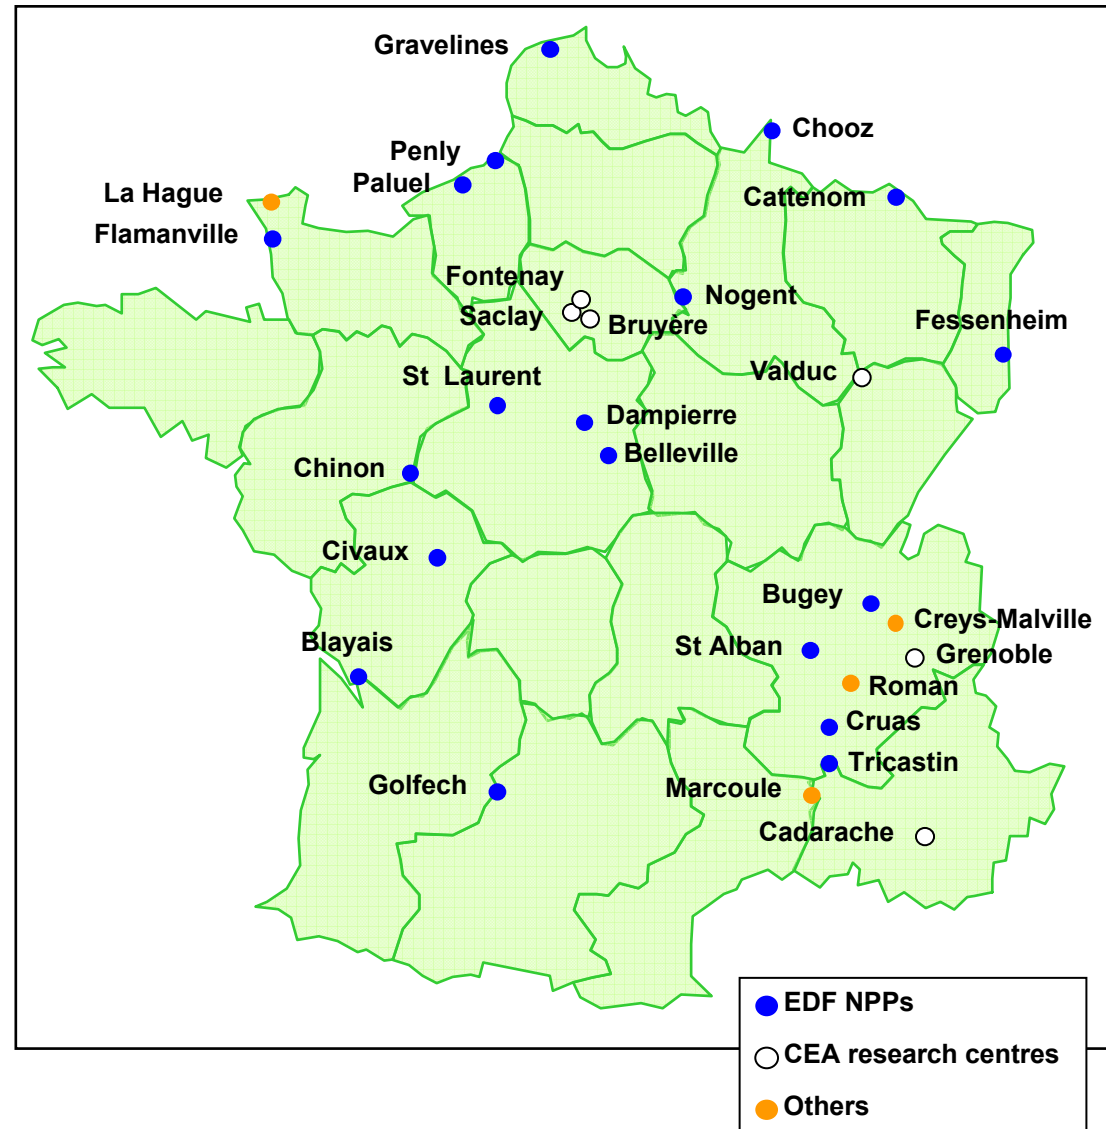 Gravelines
Chooz
Penly
Paluel
La Hague
Cattenom
Flamanville
Fontenay
Nogent
Saclay
Bruyère
Fessenheim
St Laurent
Valduc
Dampierre
Belleville
Chinon
Civaux
Bugey
Creys-Malville
St Alban
Blayais
Grenoble
Roman
Cruas
Tricastin
Golfech
Marcoule
Cadarache
EDF NPPs
CEA research centres
Others